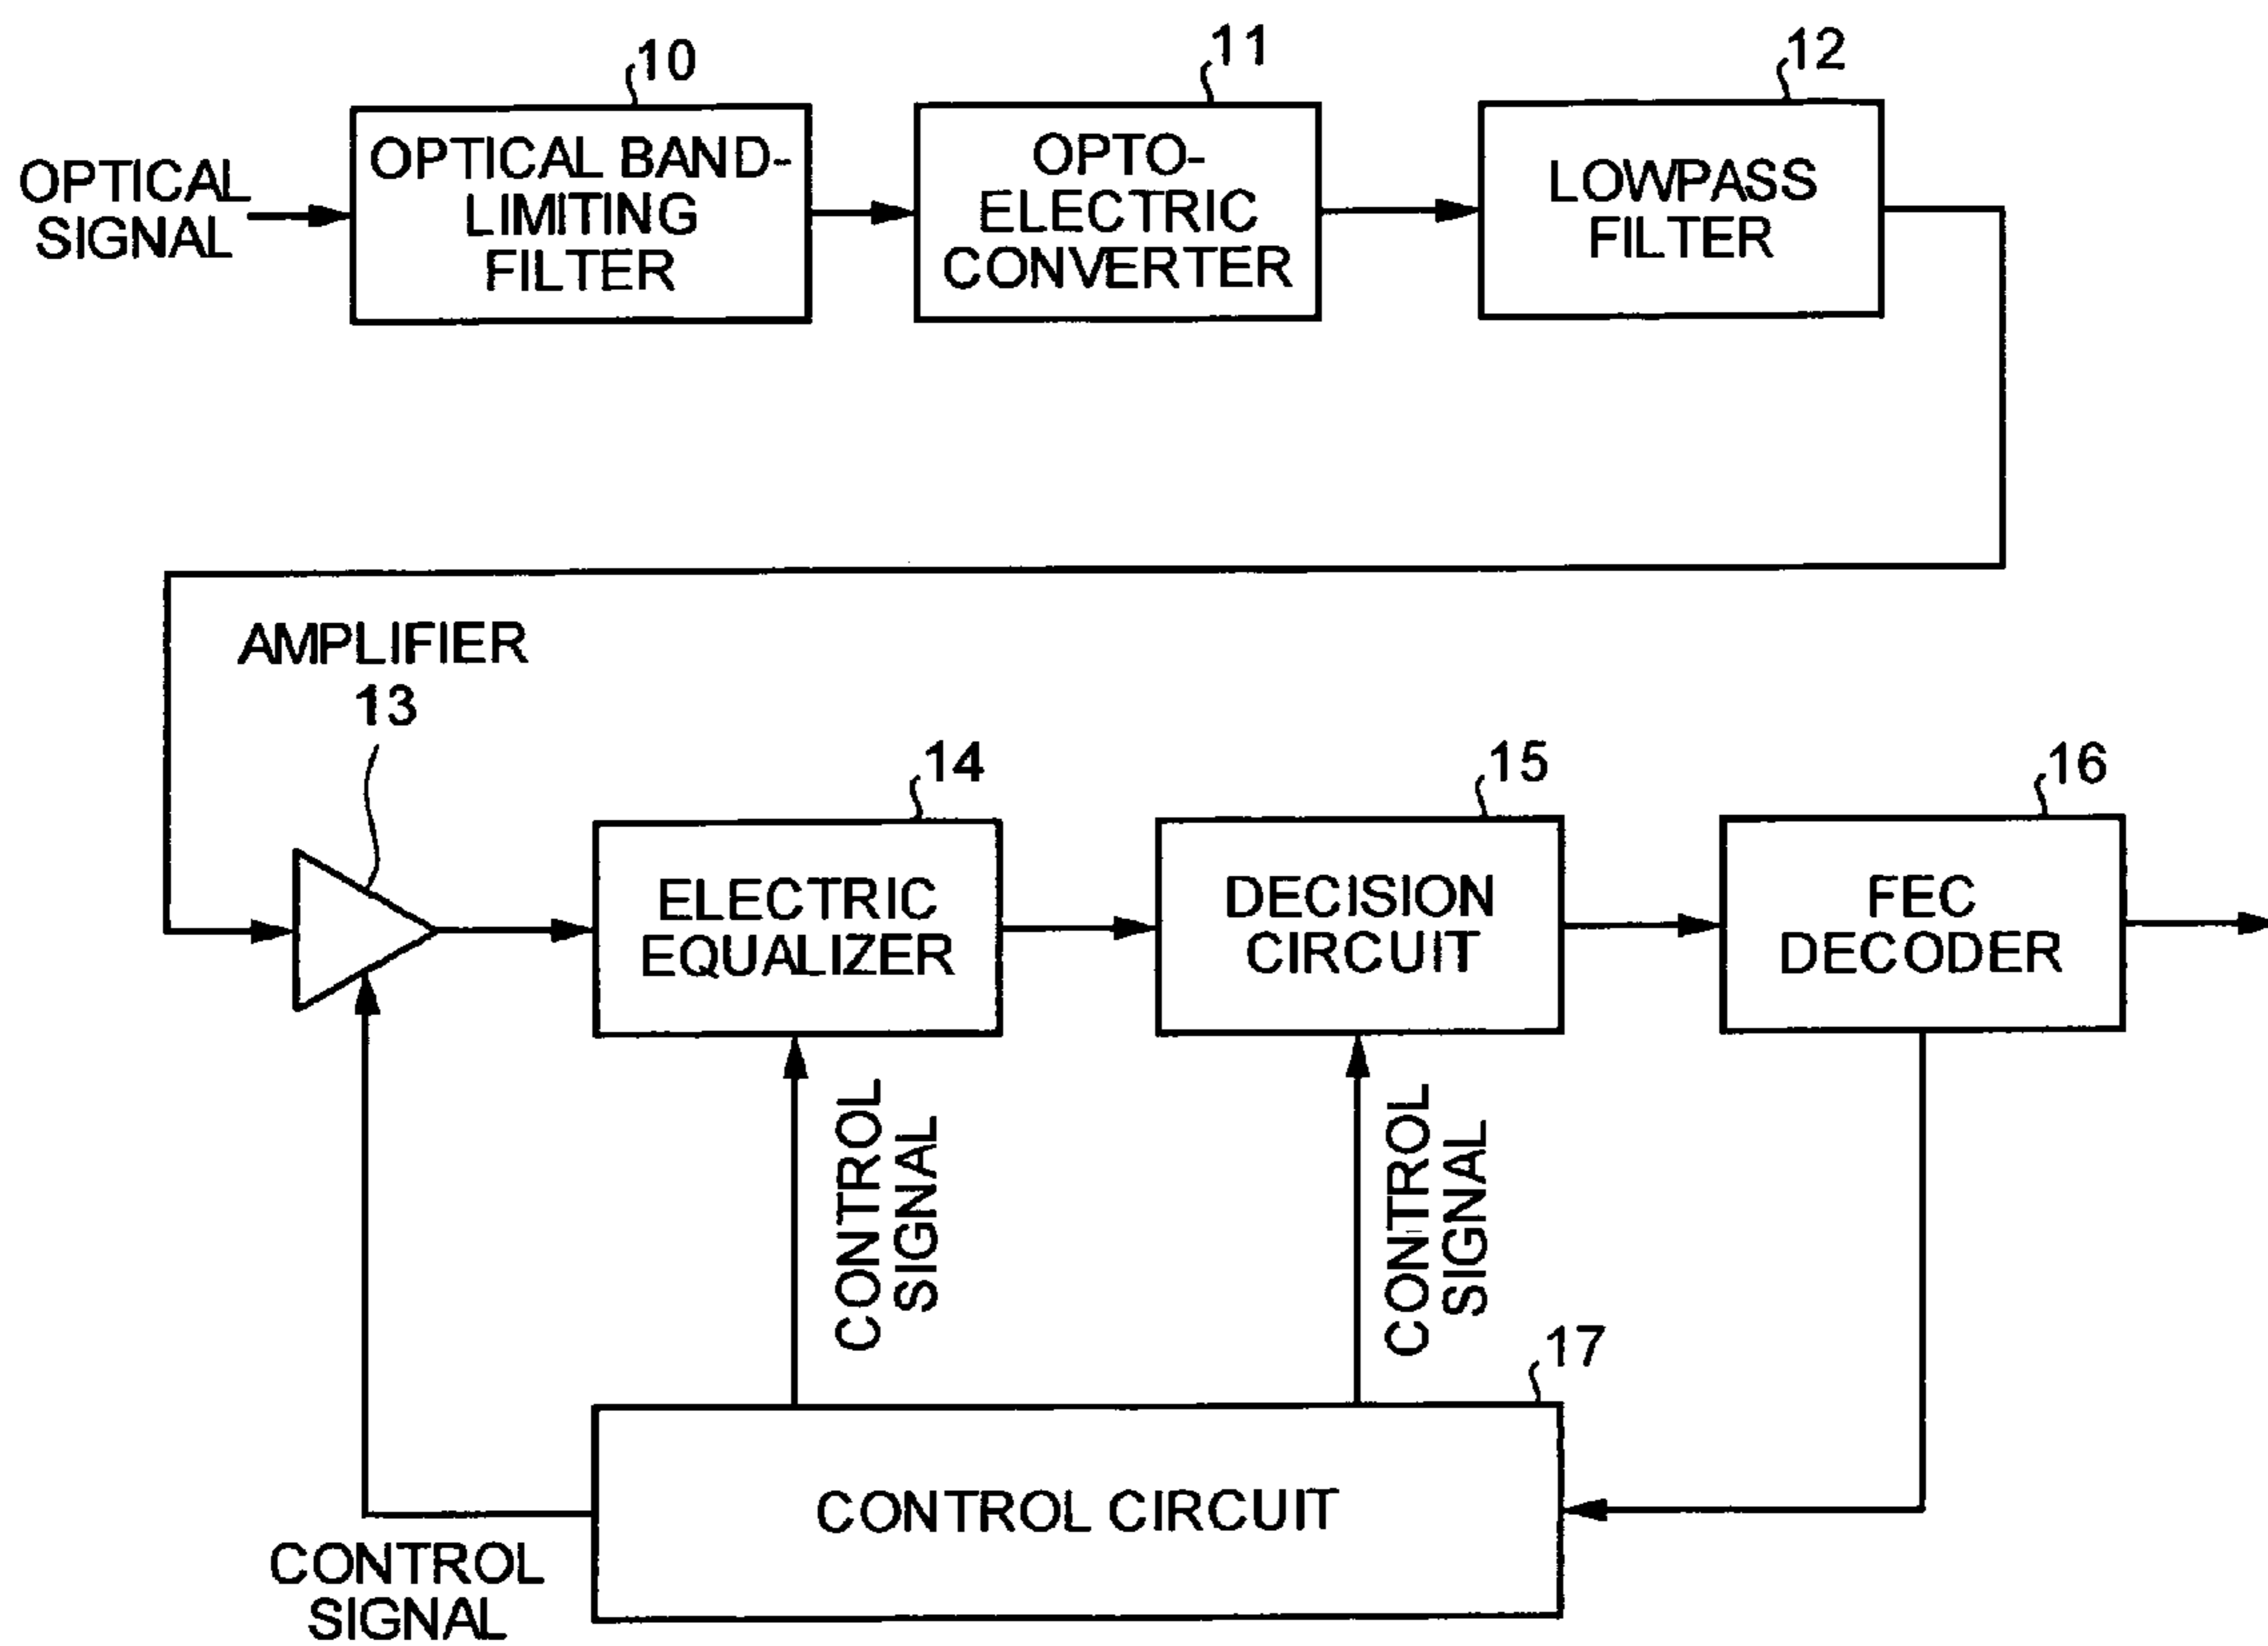 10
11
12
OPTICAL
SIGNAL
OPTICAL BAND-
LIMITING
FILTER
OPTO-
ELECTRIC
CONVERTER
LOWPASS
FILTER
AMPLIFIER
13
14
15
16
ELECTRIC
EQUALIZER
DECISION
CIRCUIT
FEC
DECODER
CONTROL
SIGNAL
CONTROL
SIGNAL
17
CONTROL CIRCUIT
CONTROL
SIGNAL